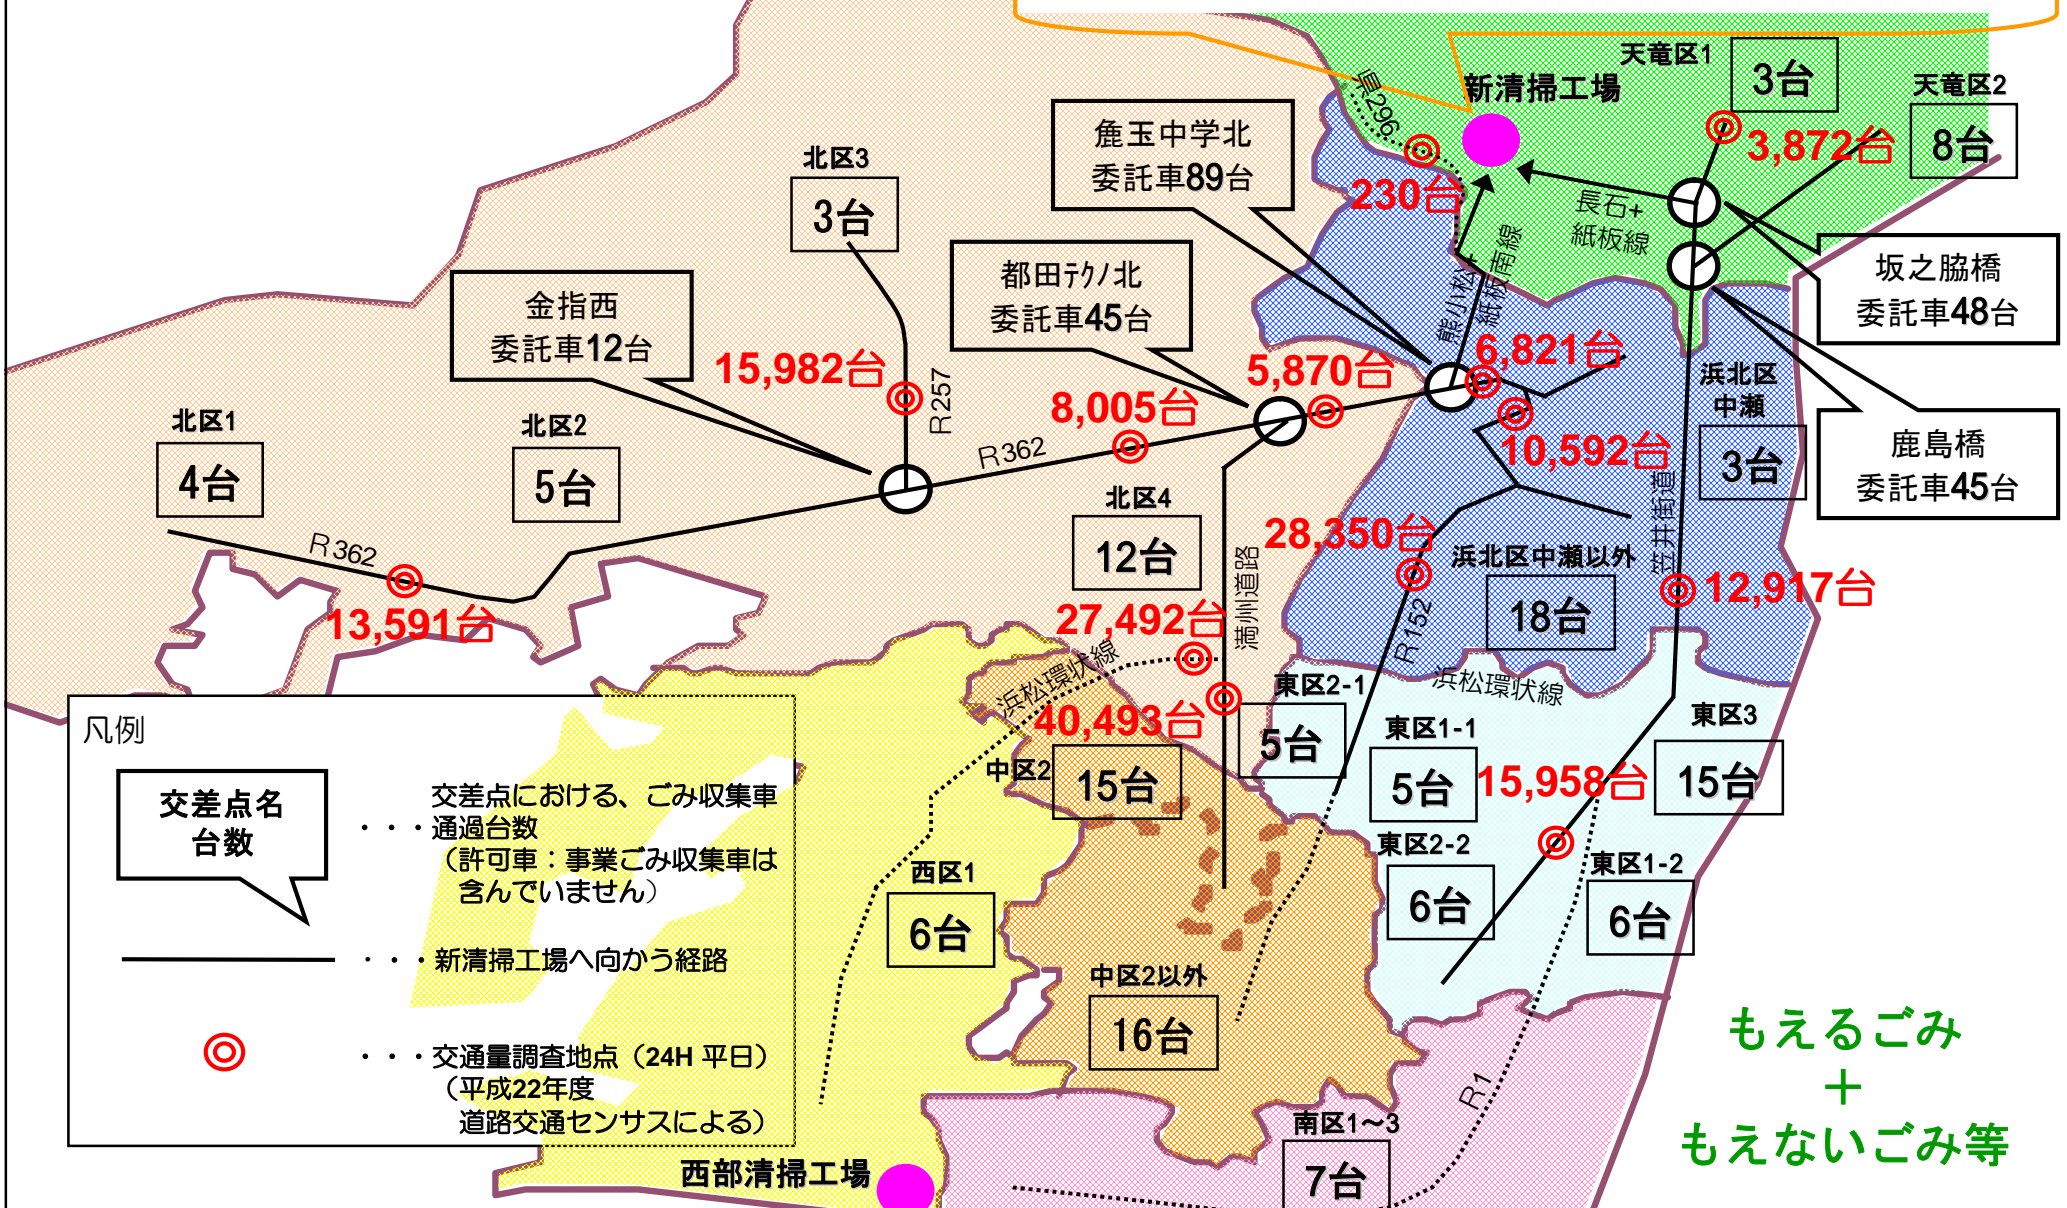 天竜区1
3台
天竜区2
8台
新清掃工場
県296
3,872台
230台
麁玉中学北
委託車89台
北区3
3台
長石+
紙板線
熊小松+
紙板南線
坂之脇橋
委託車48台
都田ﾃｸﾉ北
委託車45台
金指西
委託車12台
15,982台
R257
5,870台
6,821台
8,005台
浜北区
中瀬
3台
鹿島橋
委託車45台
北区1
4台
北区2
5台
R362
10,592台
笠井街道
R362
13,591台
北区4
12台
28,350台
浜北区中瀬以外
18台
12,917台
27,492台
満州道路
R152
浜松環状線
浜松環状線
40,493台
東区2-1
5台
東区1-1
5台
東区3
15台
中区2
15台
15,958台
東区2-2
6台
東区1-2
6台
西区1
6台
中区2以外
16台
R1
南区1～3
7台
西部清掃工場
凡例
交差点名
台数
・・・
交差点における、ごみ収集車
通過台数
（許可車：事業ごみ収集車は
含んでいません）
・・・新清掃工場へ向かう経路
・・・交通量調査地点（24H 平日）
（平成22年度
道路交通センサスによる）
もえるごみ
＋
もえないごみ等